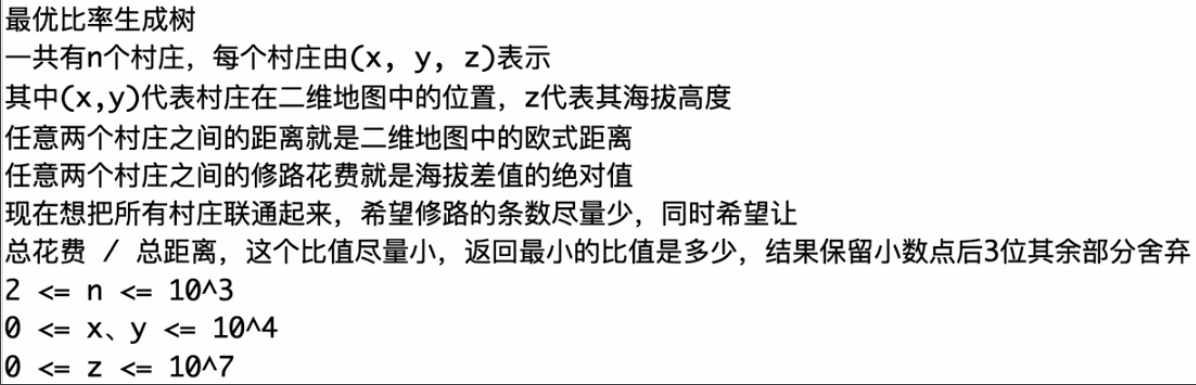 最优比率生成树
一共有n个村庄，每个村庄由(x, y, z)表示
其中(x,y)代表村庄在二维地图中的位置，z代表其海拔高度
任意两个村庄之间的距离就是二维地图中的欧式距离
任意两个村庄之间的修路花费就是海拔差值的绝对值
现在想把所有村庄联通起来，希望修路的条数尽量少，同时希望让
总花费 / 总距离，这个比值尽量小，返回最小的比值是多少，结果保留小数点后3位其余部分舍弃
2 <= n <= 10^3
0 <= x、y <= 10^4
0 <= z <= 10^7